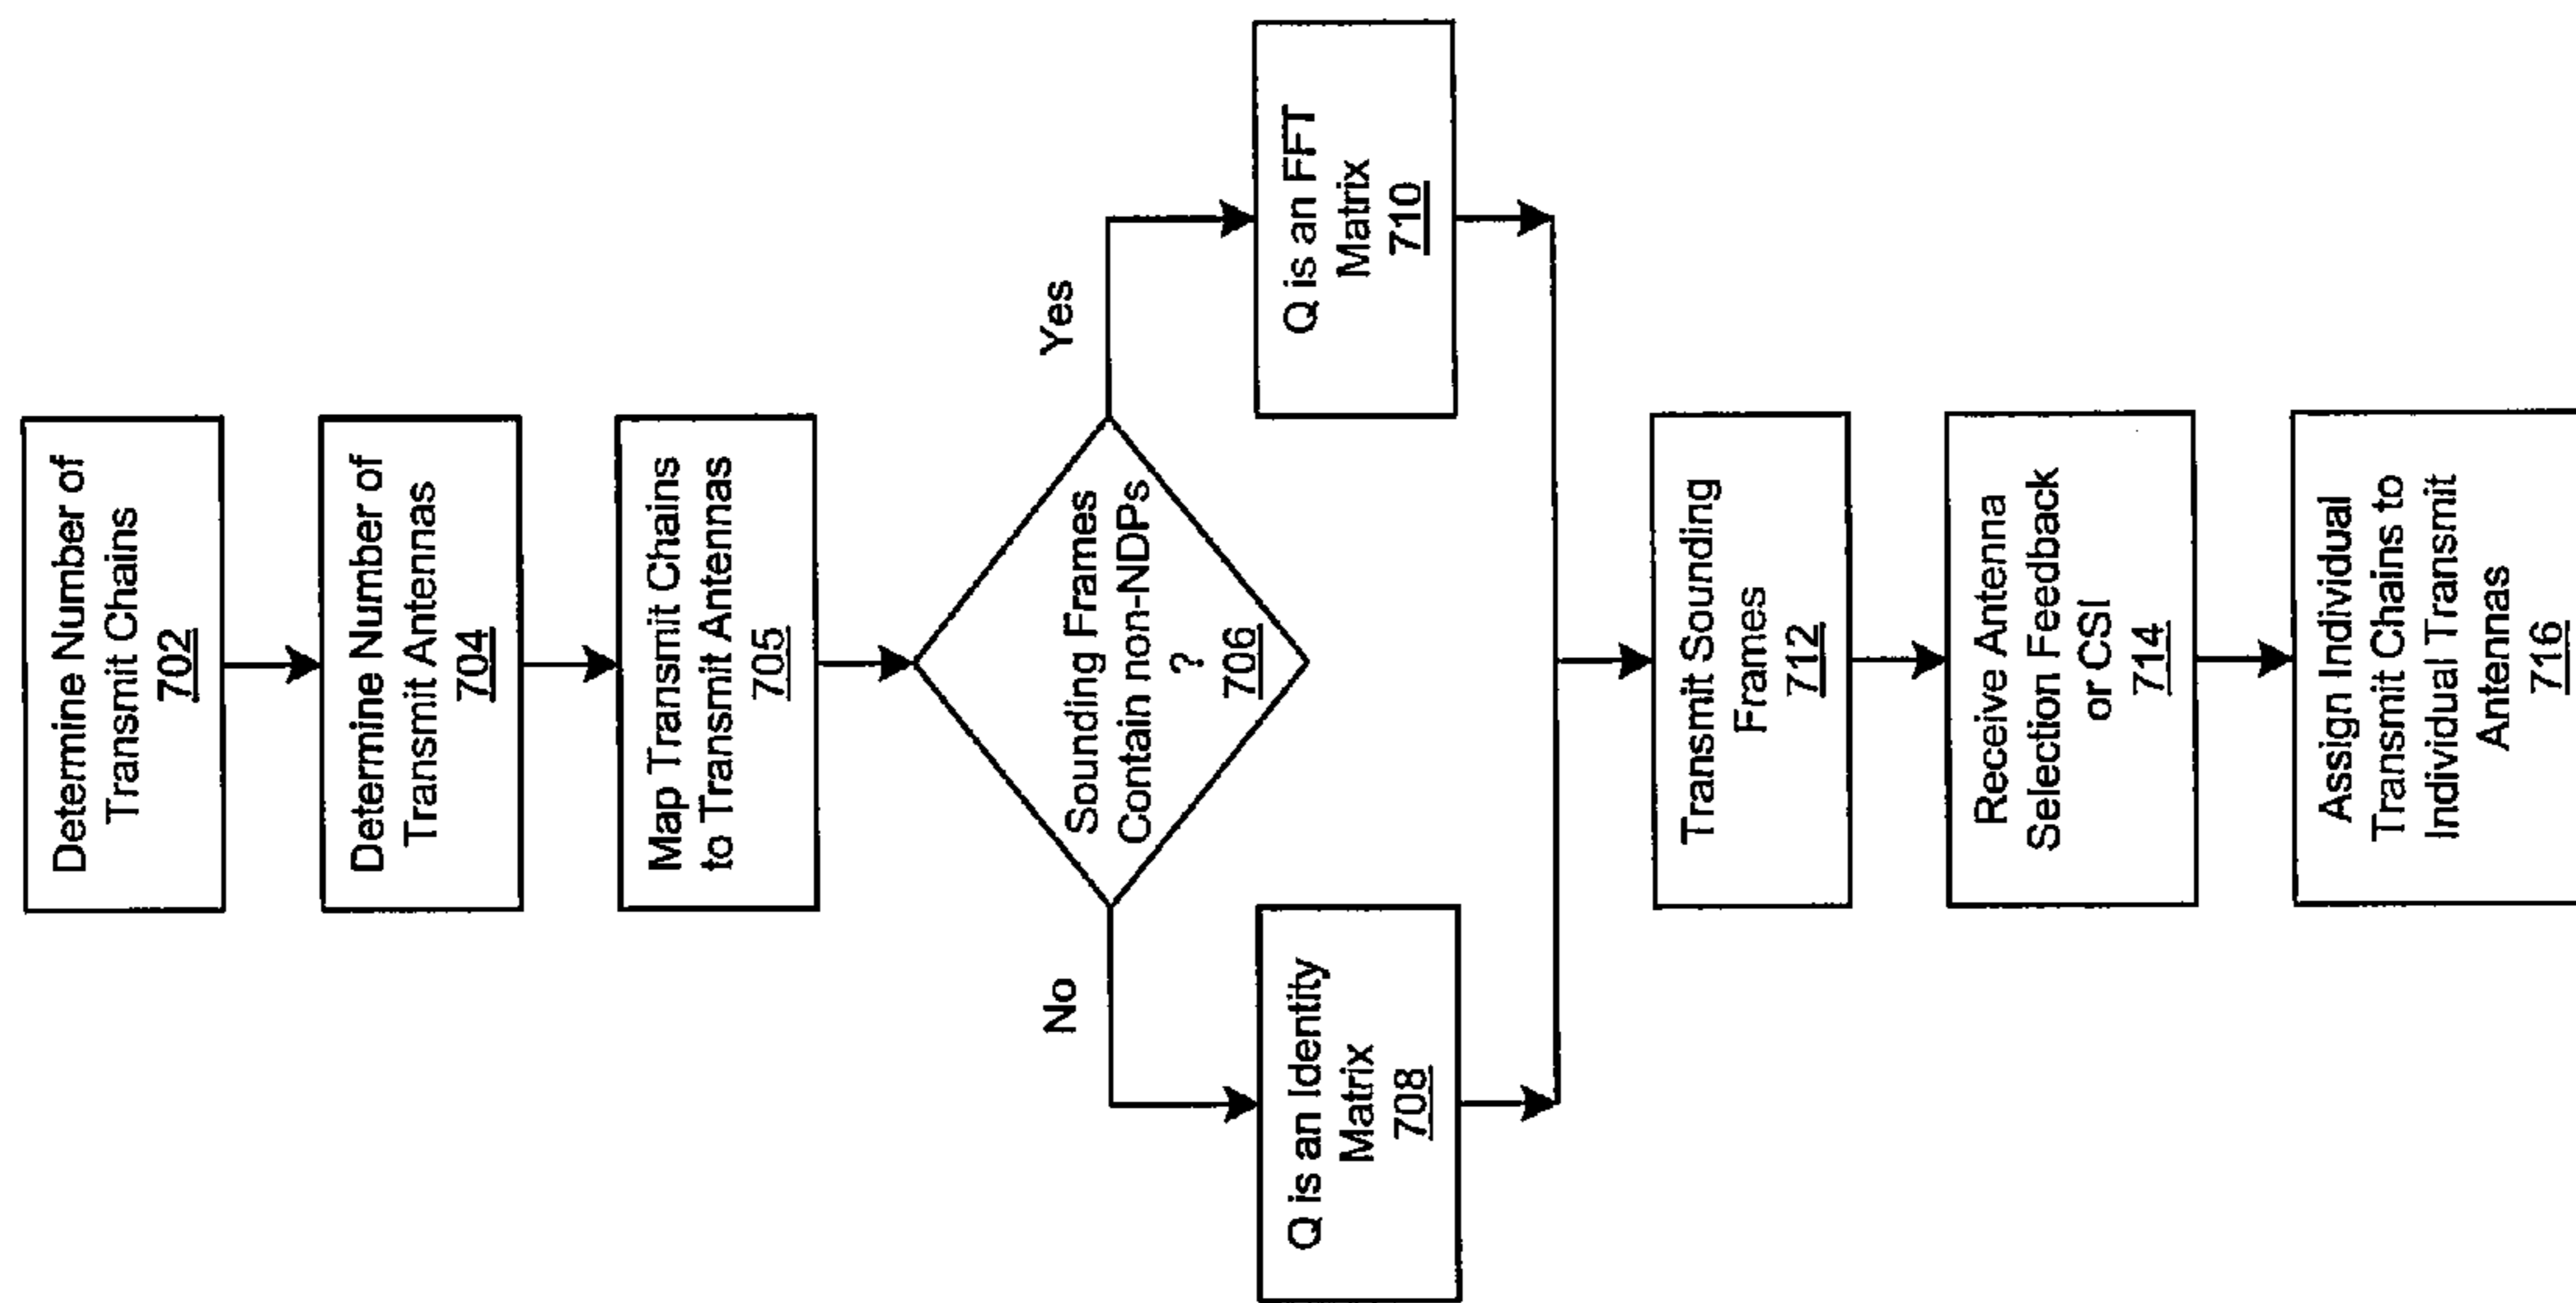 Determine Number of
Transmit Chains
702
Determine Number of
Transmit Antennas
704
Map Transmit Chains
to Transmit Antennas
705
Sounding Frames
Contain non-NDPs
?
706
No
Yes
Q is an Identity
Matrix
708
Q is an FFT
Matrix
710
Transmit Sounding
Frames
712
Receive Antenna
Selection Feedback
or CSI
714
Assign Individual
Transmit Chains to
Individual Transmit
Antennas
716